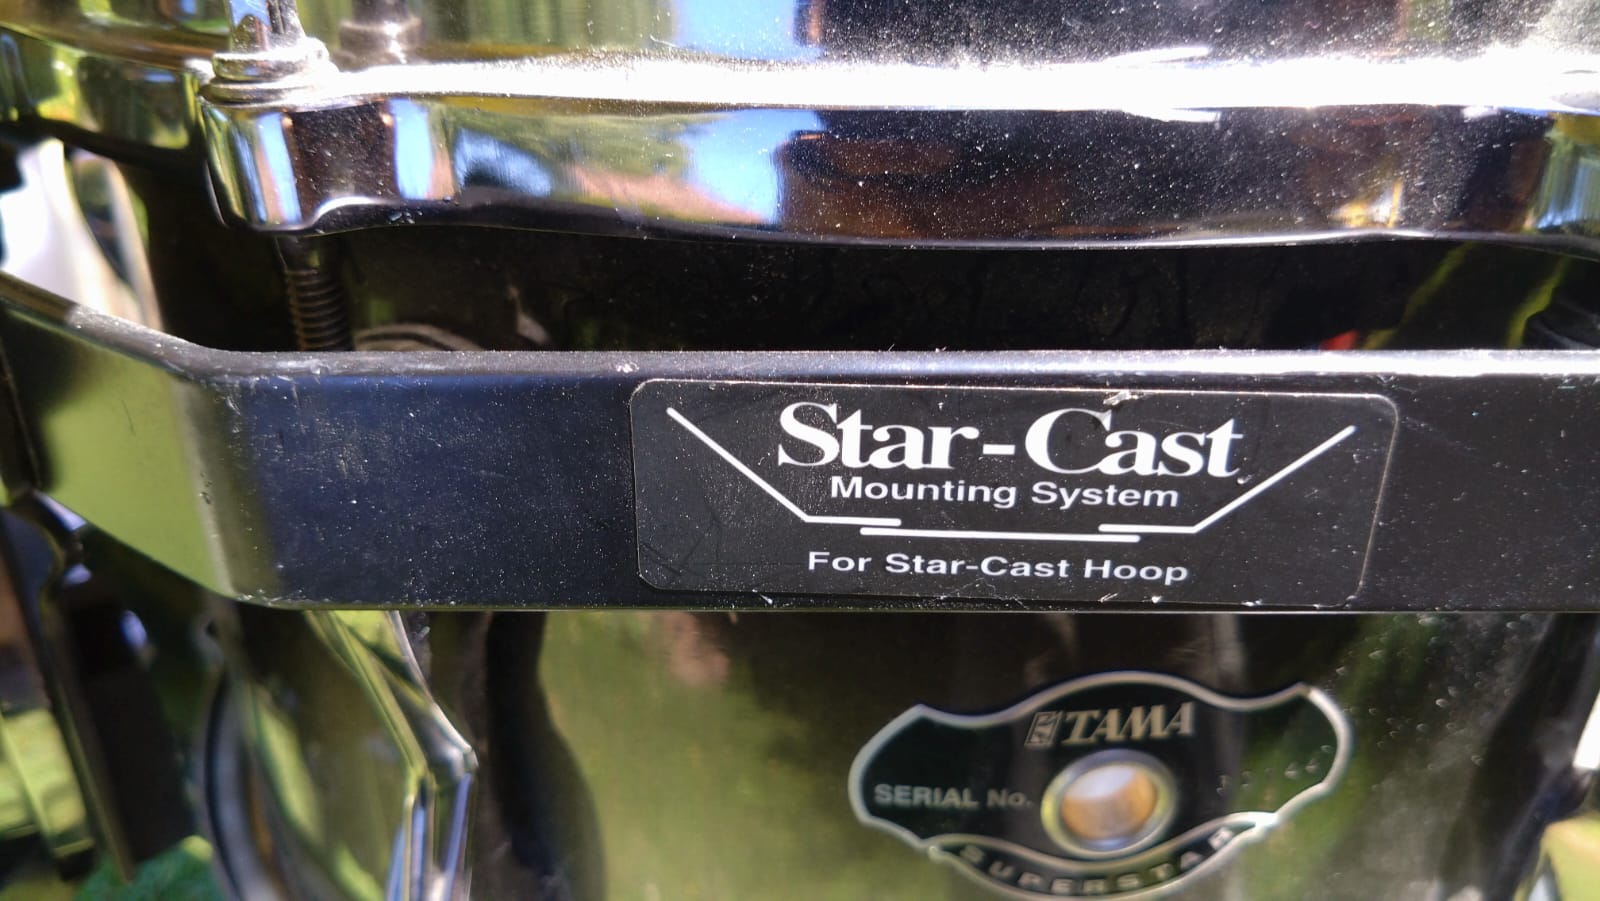 Star-Cast
Mounting System
For Star-Cast Hoop
TAMA
SERIAL No.
SUPERSTAR